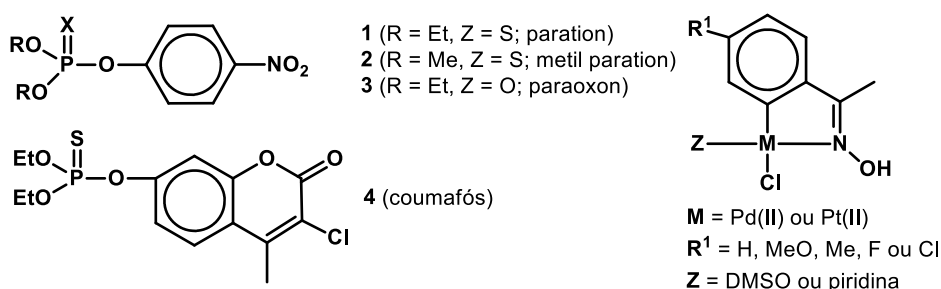 X
RO
P
RO
O
NO₂
1 (R = Et, Z = S; paration)
2 (R = Me, Z = S; metil paration)
3 (R = Et, Z = O; paraoxon)
S
EtO
P
EtO
O
O
O
Cl
4 (coumafós)
R¹
Z
M
N
OH
Cl
M = Pd(II) ou Pt(II)
R¹ = H, MeO, Me, F ou Cl
Z = DMSO ou piridina